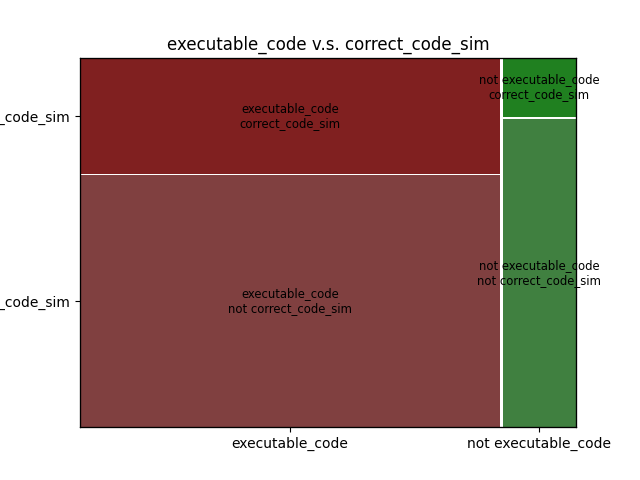 executable_code v.s. correct_code_sim
not executable_code
correct_code_sim
executable_code
correct_code_sim
_code_sim
not executable_code
not correct_code_sim
executable_code
not correct_code_sim
_code_sim
executable_code
not executable_code